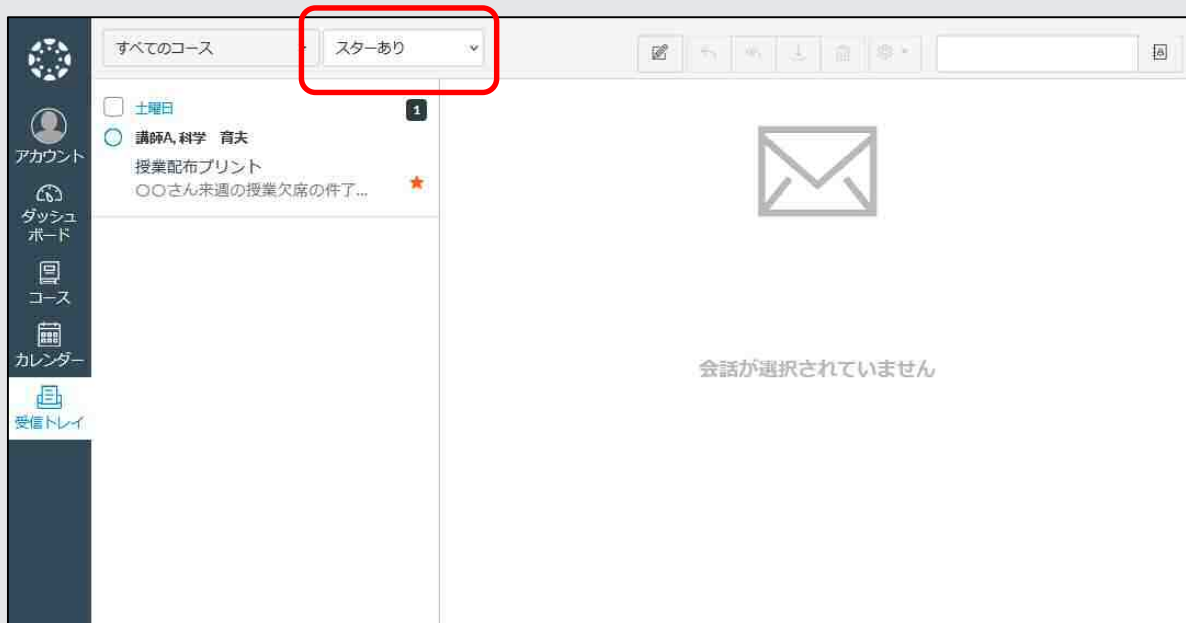 すべてのコース
スターあり
アカウント
ダッシュ
ボード
コース
カレンダー
受信トレイ
土曜日
1
講師A, 科学　育夫
授業配布プリント
〇〇さん来週の授業欠席の件了...
会話が選択されていません